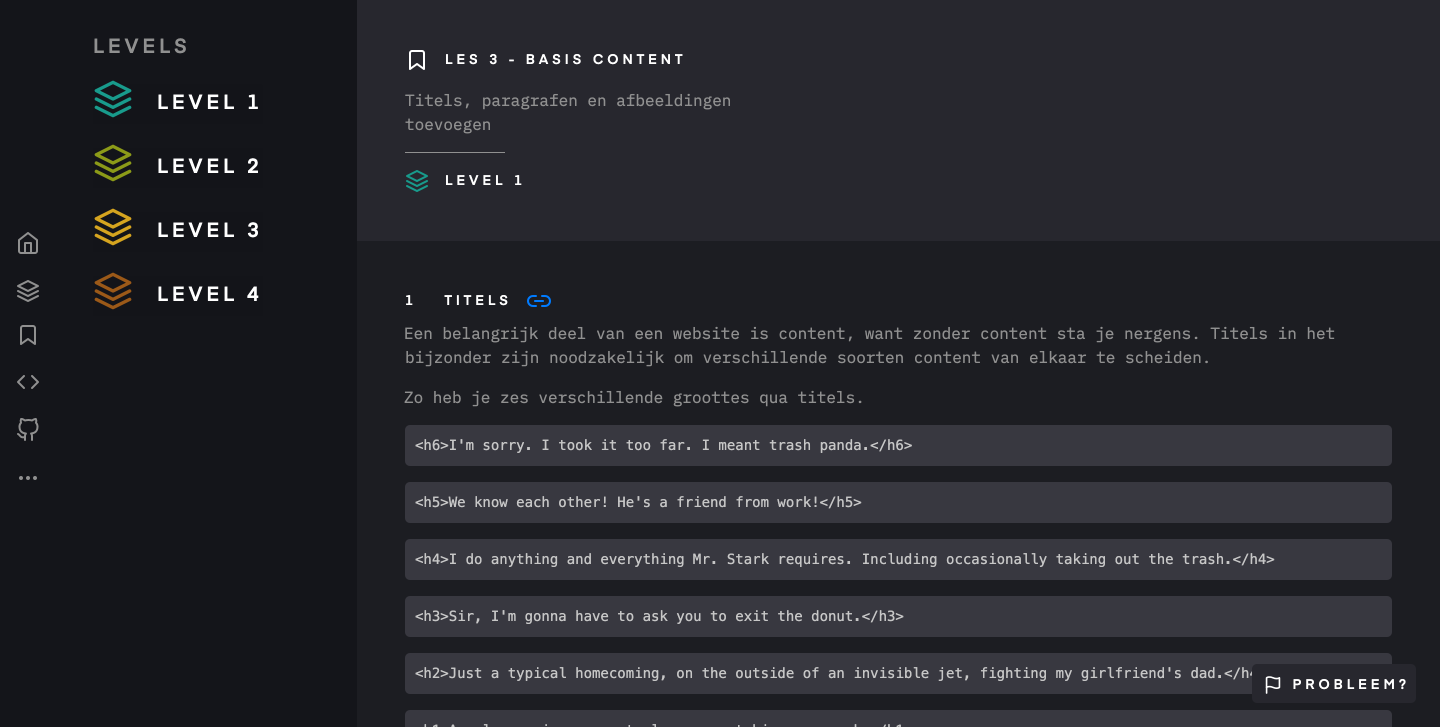 LEVELS
LEVEL 1
LEVEL 2
LEVEL 3
LEVEL 4
LES 3 - BASIS CONTENT
Titels, paragrafen en afbeeldingen
toevoegen
LEVEL 1
1 TITELS
Een belangrijk deel van een website is content, want zonder content sta je nergens. Titels in het
bijzonder zijn noodzakelijk om verschillende soorten content van elkaar te scheiden.
Zo heb je zes verschillende groottes qua titels.
<h6>I'm sorry. I took it too far. I meant trash panda.</h6>
<h5>We know each other! He's a friend from work!</h5>
<h4>I do anything and everything Mr. Stark requires. Including occasionally taking out the trash.</h4>
<h3>Sir, I'm gonna have to ask you to exit the donut.</h3>
<h2>Just a typical homecoming, on the outside of an invisible jet, fighting my girlfriend's dad.</h
PROBLEEM?